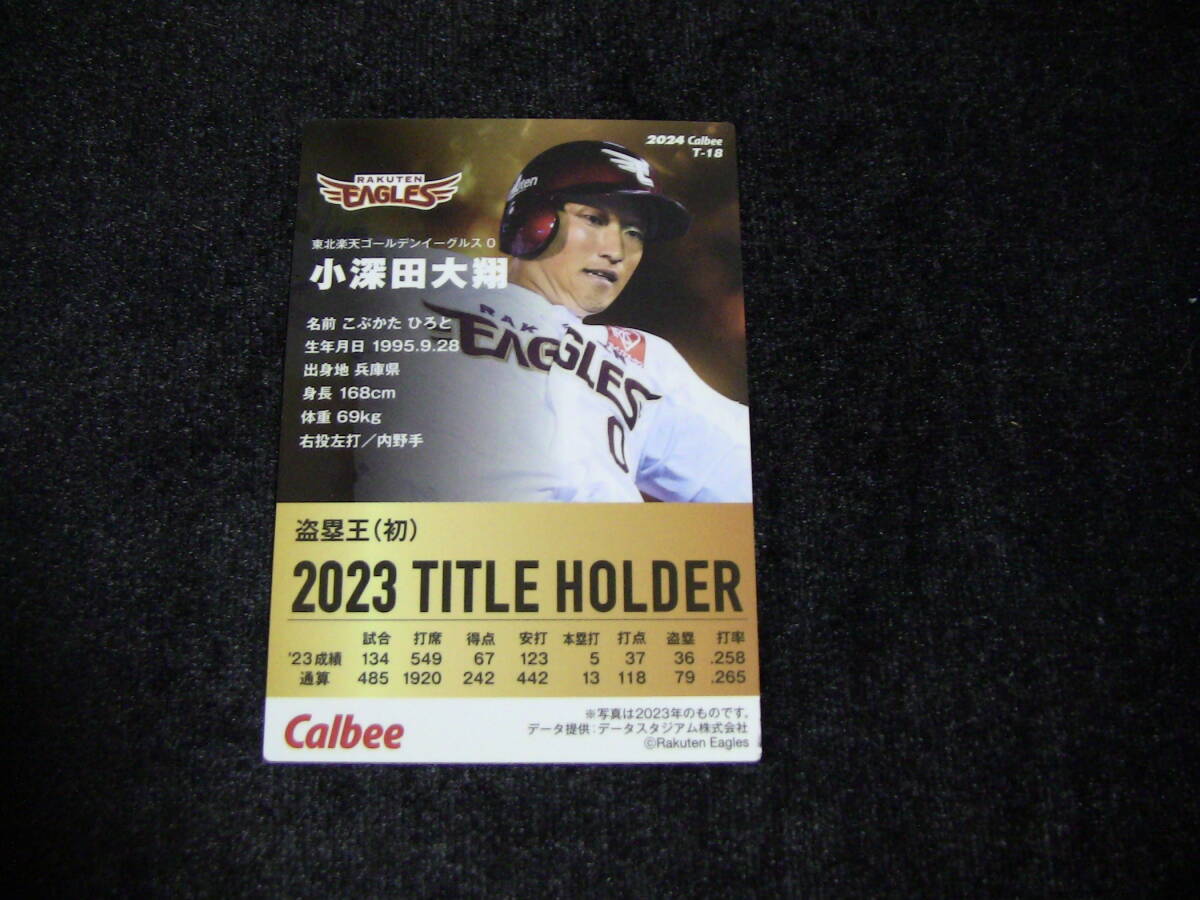 2024 Calbee
T-18
RAKUTEN
EAGLES
東北楽天ゴールデンイーグルス 0
小深田大翔
名前 こぶかた ひろと
生年月日 1995.9.28
出身地 兵庫県
身長 168cm
体重 69kg
右投左打／内野手
EAGLES
0
盗塁王(初)
2023 TITLE HOLDER
試合 打席 得点 安打 本塁打 打点 盗塁 打率
'23成績 134 549 67 123 5 37 36 .258
通算 485 1920 242 442 13 118 79 .265
Calbee
※写真は2023年のものです。
データ提供：データスタジアム株式会社
©Rakuten Eagles